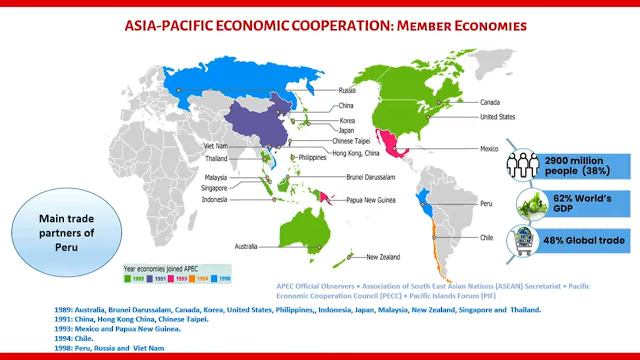 ASIA-PACIFIC ECONOMIC COOPERATION: MEMBER ECONOMIES
Russia
China
Korea
Japan
Chinese Taipei
Hong Kong, China
Viet Nam
Thailand
Philippines
Malaysia
Singapore
Indonesia
Brunei Darussalam
Papua New Guinea
Australia
New Zealand
Canada
United States
Mexico
Peru
Chile
2900 million
people (38%)
62% World's
GDP
48% Global trade
Main trade
partners of
Peru
Year economies joined APEC
1989 1991 1993 1994 1998
APEC Official Observers • Association of South East Asian Nations (ASEAN) Secretariat • Pacific
Economic Cooperation Council (PECC) • Pacific Islands Forum (PIF)
1989: Australia, Brunei Darussalam, Canada, Korea, United States, Philippines,, Indonesia, Japan, Malaysia, New Zealand, Singapore and Thailand.
1991: China, Hong Kong China, Chinese Taipei.
1993: Mexico and Papua New Guinea.
1994: Chile.
1998: Peru, Russia and Viet Nam